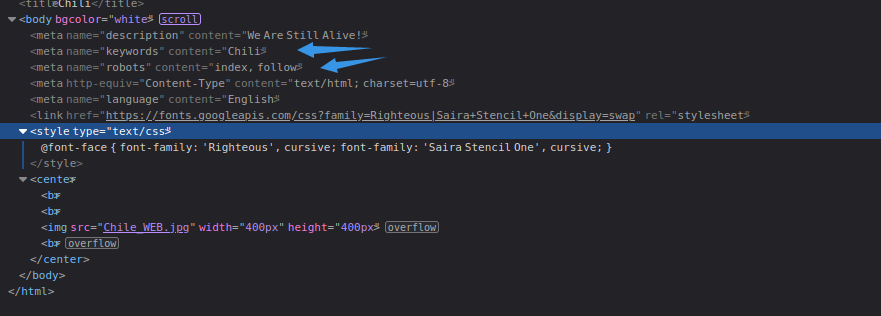 <title>Chili</title>
<body bgcolor="white"> scroll
<meta name="description" content="We Are Still Alive!">
<meta name="keywords" content="Chili">
<meta name="robots" content="index, follow">
<meta http-equiv="Content-Type" content="text/html; charset=utf-8">
<meta name="language" content="English">
<link href="https://fonts.googleapis.com/css?family=Righteous|Saira+Stencil+One&display=swap" rel="stylesheet">
<style type="text/css">
@font-face { font-family: 'Righteous', cursive; font-family: 'Saira Stencil One', cursive; }
</style>
<center>
<br>
<br>
<img src="Chile_WEB.jpg" width="400px" height="400px"> overflow
<br> overflow
</center>
</body>
</html>